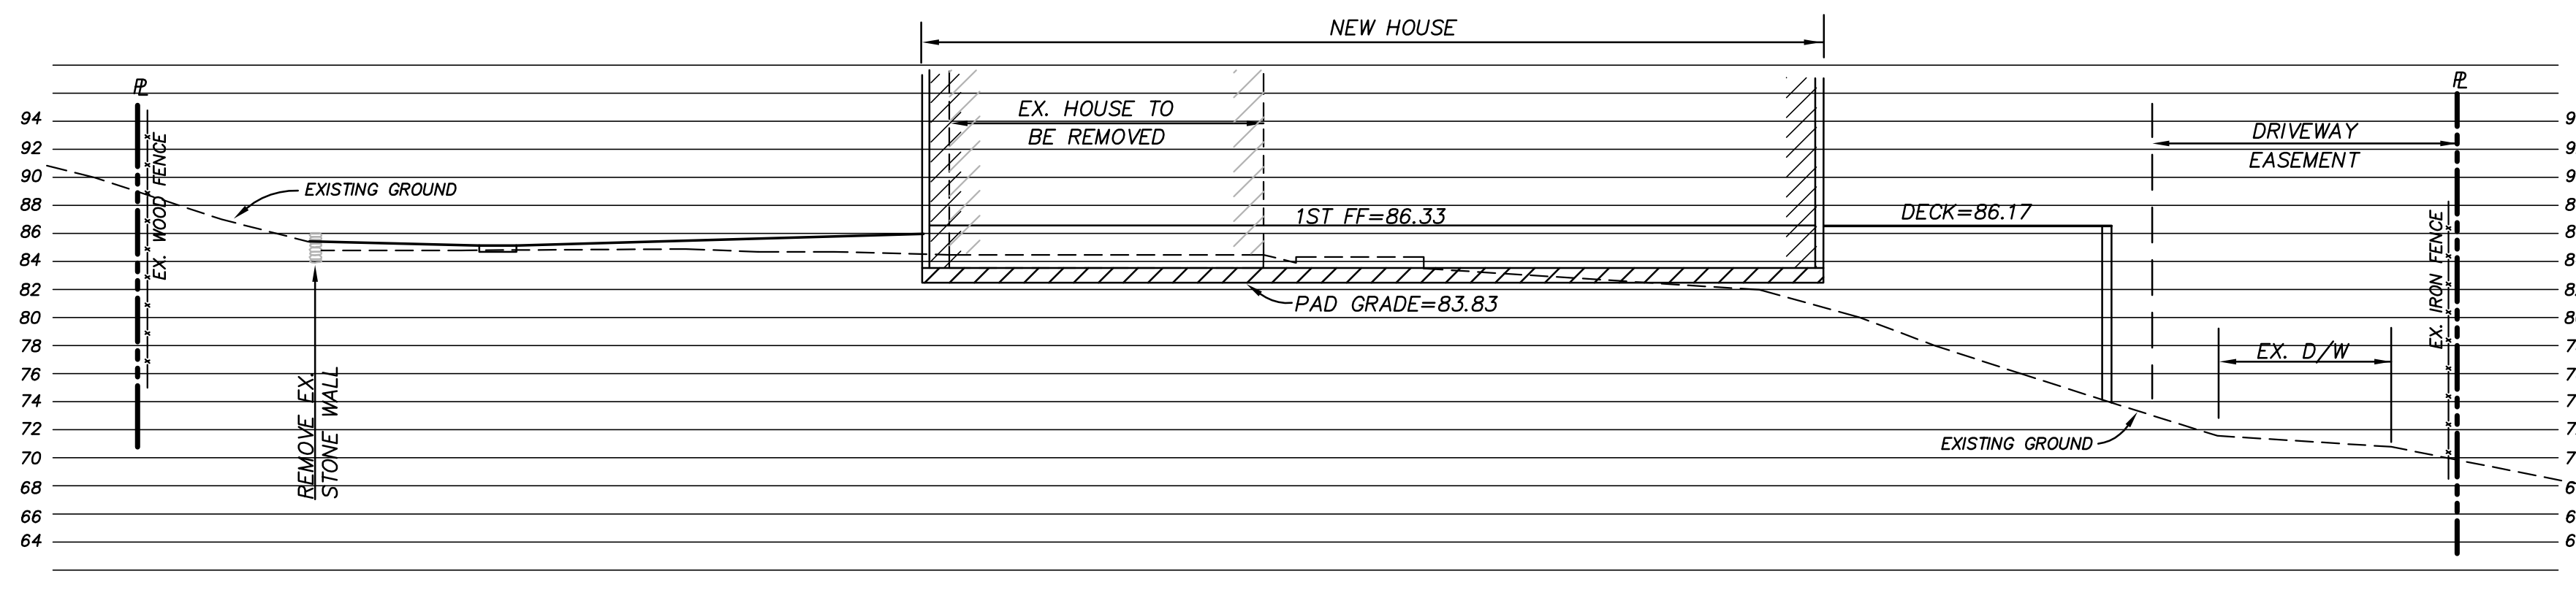 NEW HOUSE
PL
PL
EX. WOOD FENCE
EXISTING GROUND
EX. HOUSE TO
BE REMOVED
1ST FF=86.33
PAD GRADE=83.83
DECK=86.17
DRIVEWAY
EASEMENT
EX. IRON FENCE
EX. D/W
EXISTING GROUND
REMOVE EX.
STONE WALL
94
92
90
88
86
84
82
80
78
76
74
72
70
68
66
64